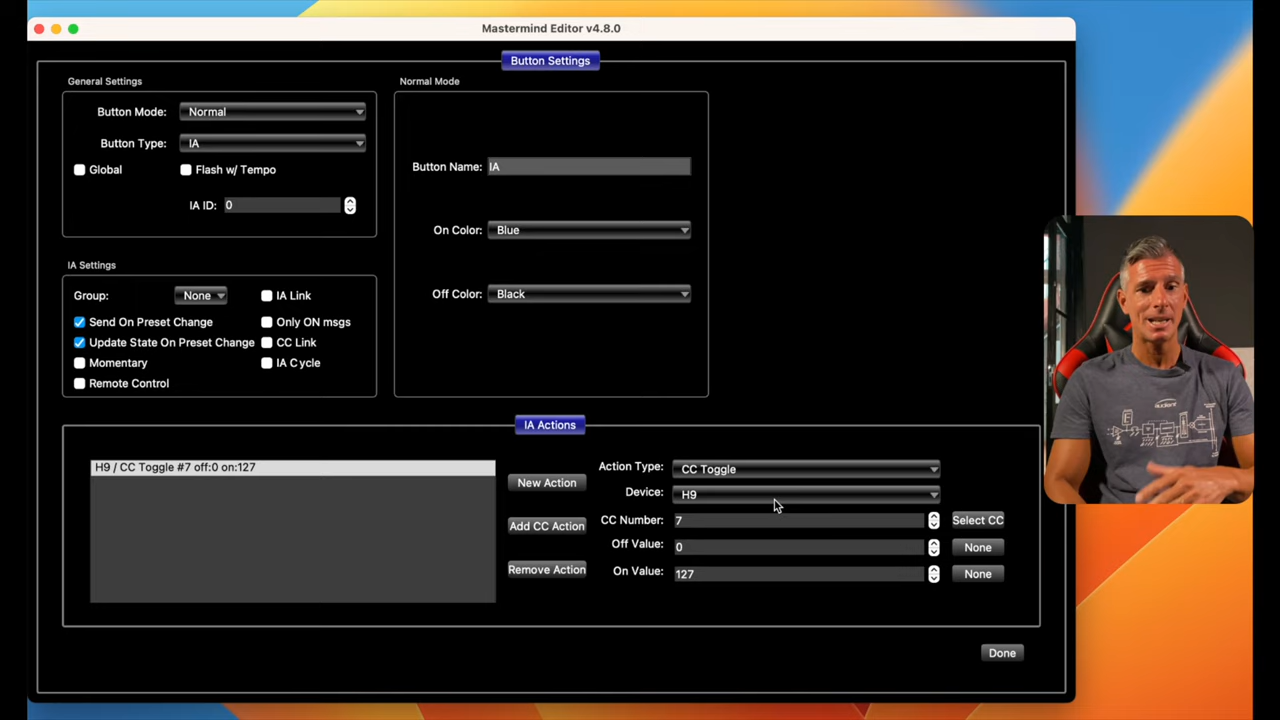 Mastermind Editor v4.8.0
Button Settings
General Settings
Button Mode: Normal
Button Type: IA
Global
Flash w/ Tempo
IA ID: 0
Normal Mode
Button Name: IA
On Color: Blue
Off Color: Black
IA Settings
Group: None
IA Link
Send On Preset Change
Only ON msgs
Update State On Preset Change
CC Link
Momentary
IA Cycle
Remote Control
IA Actions
H9 / CC Toggle #7 off:0 on:127
New Action
Add CC Action
Remove Action
Action Type: CC Toggle
Device: H9
CC Number: 7 Select CC
Off Value: 0 None
On Value: 127 None
Done
audient